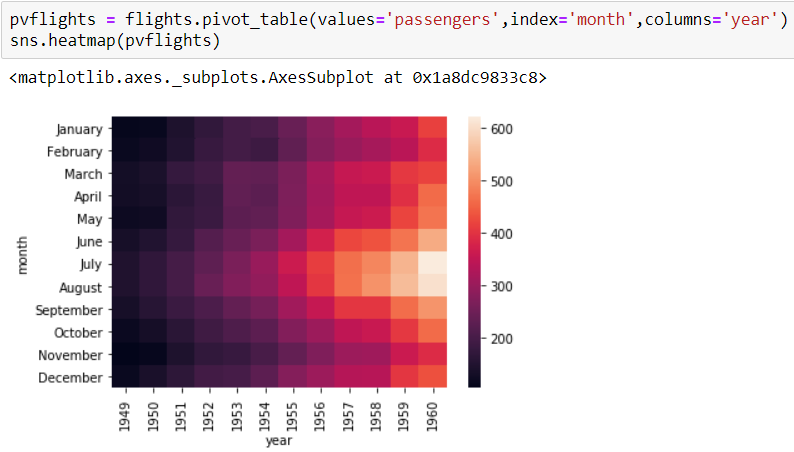 pvflights = flights.pivot_table(values='passengers',index='month',columns='year')
sns.heatmap(pvflights)
<matplotlib.axes._subplots.AxesSubplot at 0x1a8dc9833c8>
January
February
March
April
May
June
July
August
September
October
November
December
month
1949 1950 1951 1952 1953 1954 1955 1956 1957 1958 1959 1960
year
600
500
400
300
200